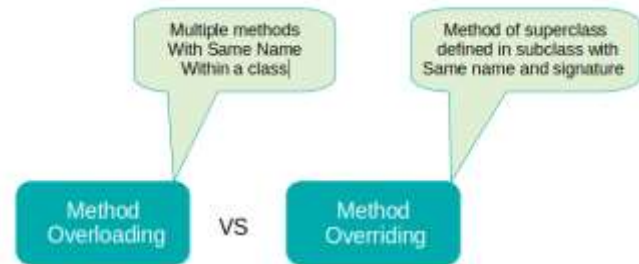 Multiple methods
With Same Name
Within a class
Method of superclass
defined in subclass with
Same name and signature
Method
Overloading
VS
Method
Overriding